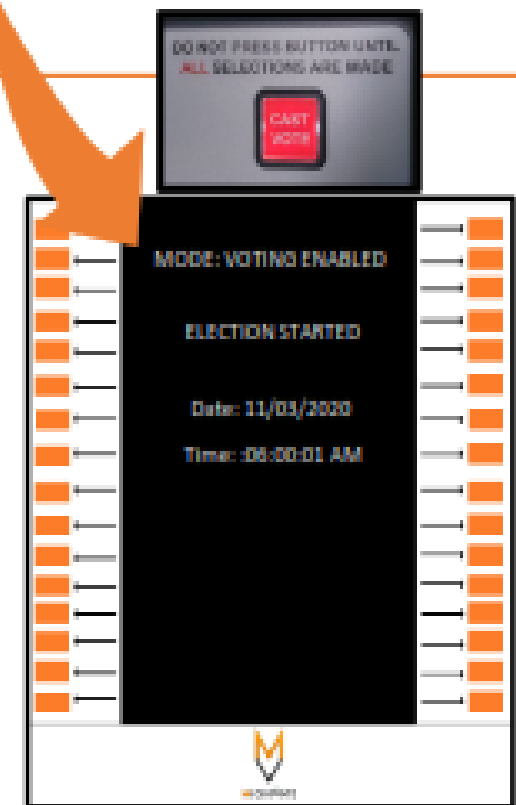 DO NOT PRESS BUTTON UNTIL
ALL SELECTIONS ARE MADE
CAST
VOTE
MODE: VOTING ENABLED
ELECTION STARTED
Date: 11/03/2020
Time: :06:00:01 AM